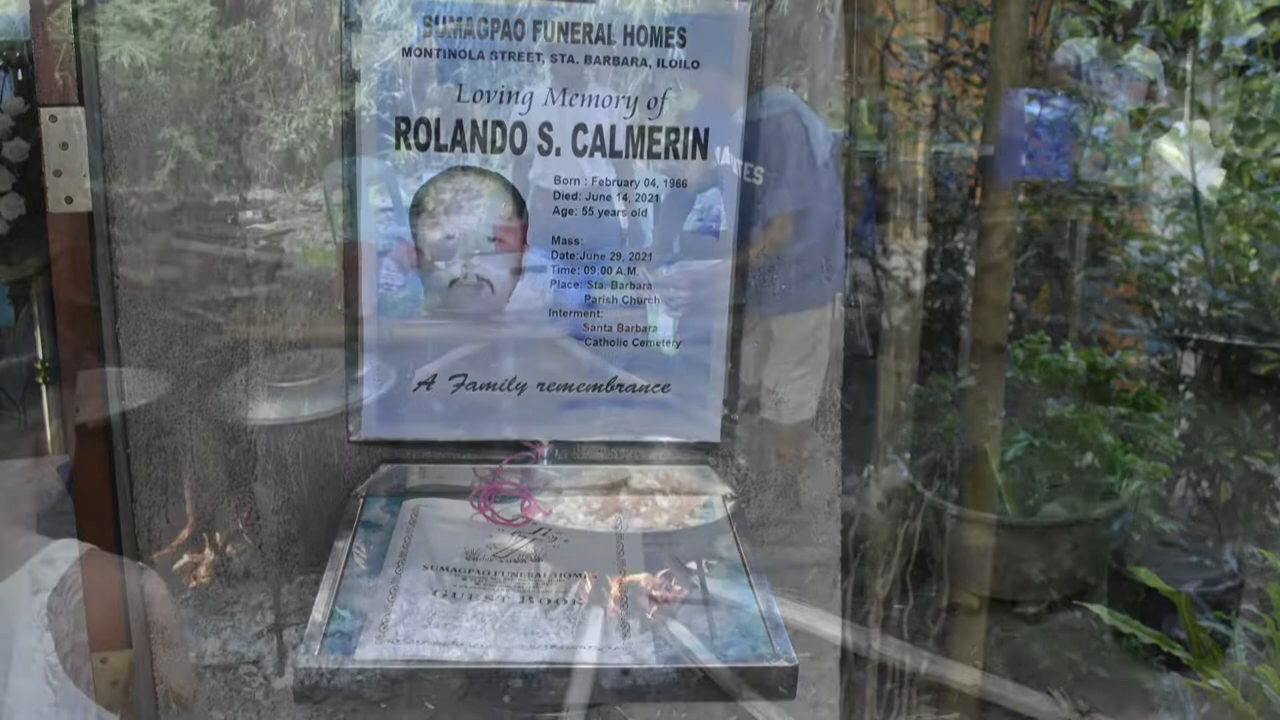 SUMAGPAO FUNERAL HOMES
MONTINOLA STREET, STA. BARBARA, ILOILO
Loving Memory of
ROLANDO S. CALMERIN
Born : February 04, 1966
Died: June 14, 2021
Age: 55 years old
Mass:
Date:June 29, 2021
Time: 09:00 A.M.
Place: Sta. Barbara
Parish Church
Interment:
Santa Barbara
Catholic Cemetery
A Family remembrance
SUMAGPAO FUNERAL HOMES
GUEST BOOK